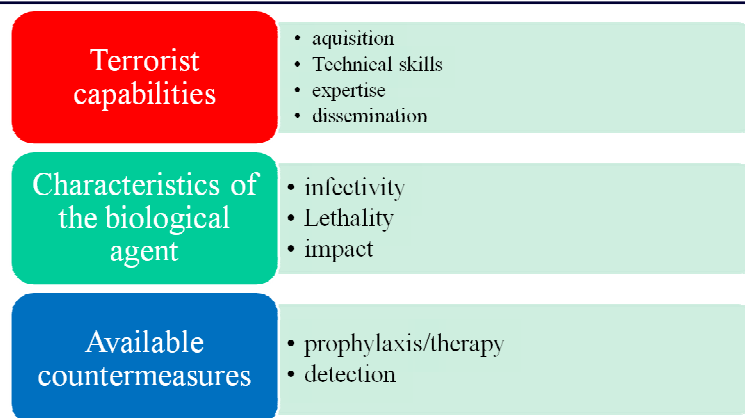 Terrorist
capabilities
• aquisition
• Technical skills
• expertise
• dissemination
Characteristics of
the biological
agent
• infectivity
• Lethality
• impact
Available
countermeasures
• prophylaxis/therapy
• detection